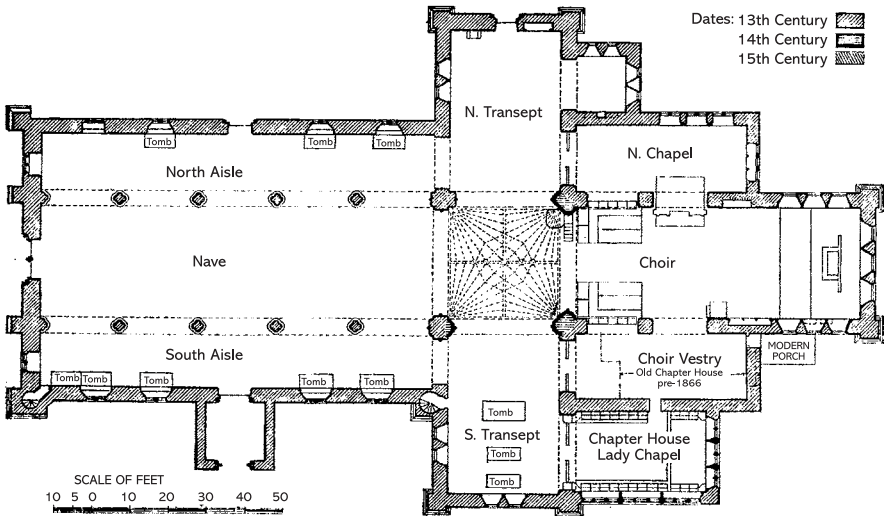 Dates: 13th Century
14th Century
15th Century
N. Transept
Tomb
Tomb
Tomb
North Aisle
N. Chapel
Nave
Choir
South Aisle
MODERN
PORCH
Choir Vestry
Old Chapter House
pre-1866
Tomb
Tomb
Tomb
Tomb
Tomb
Tomb
S. Transept
Tomb
Tomb
Chapter House
Lady Chapel
SCALE OF FEET
10 5 0 10 20 30 40 50